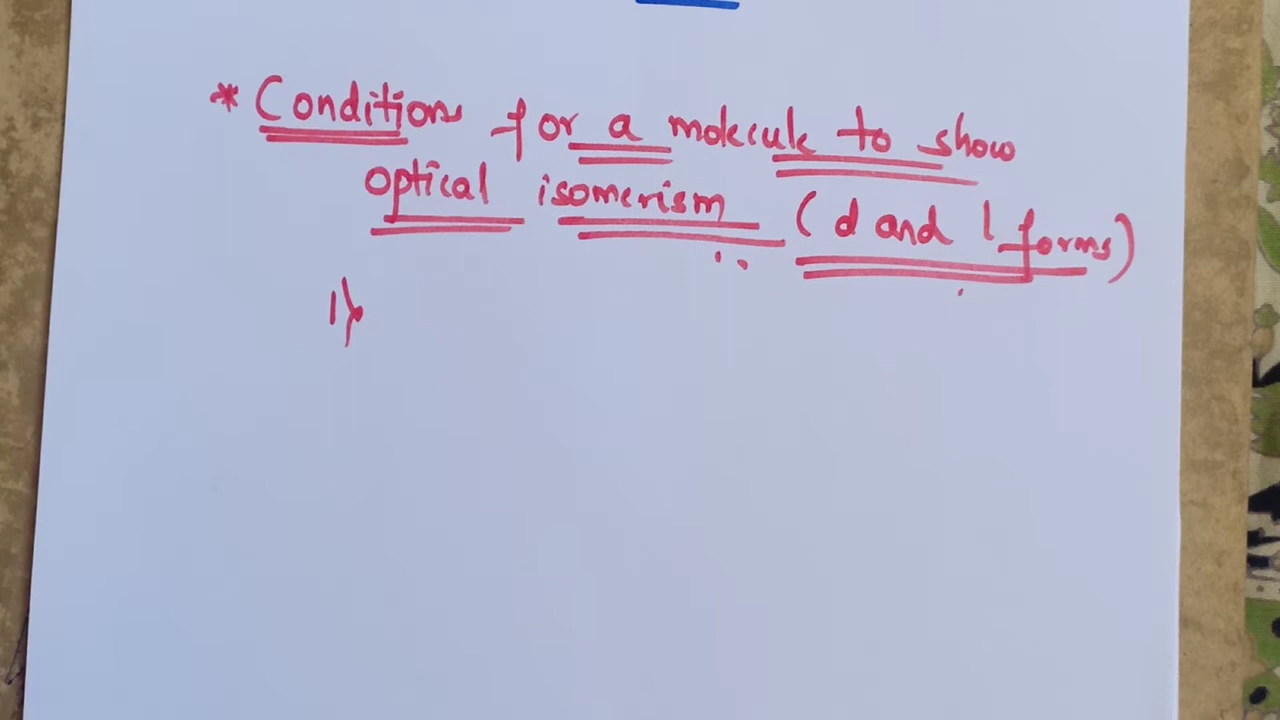 * Conditions for a molecule to show
optical isomerism (d and l forms)
1)